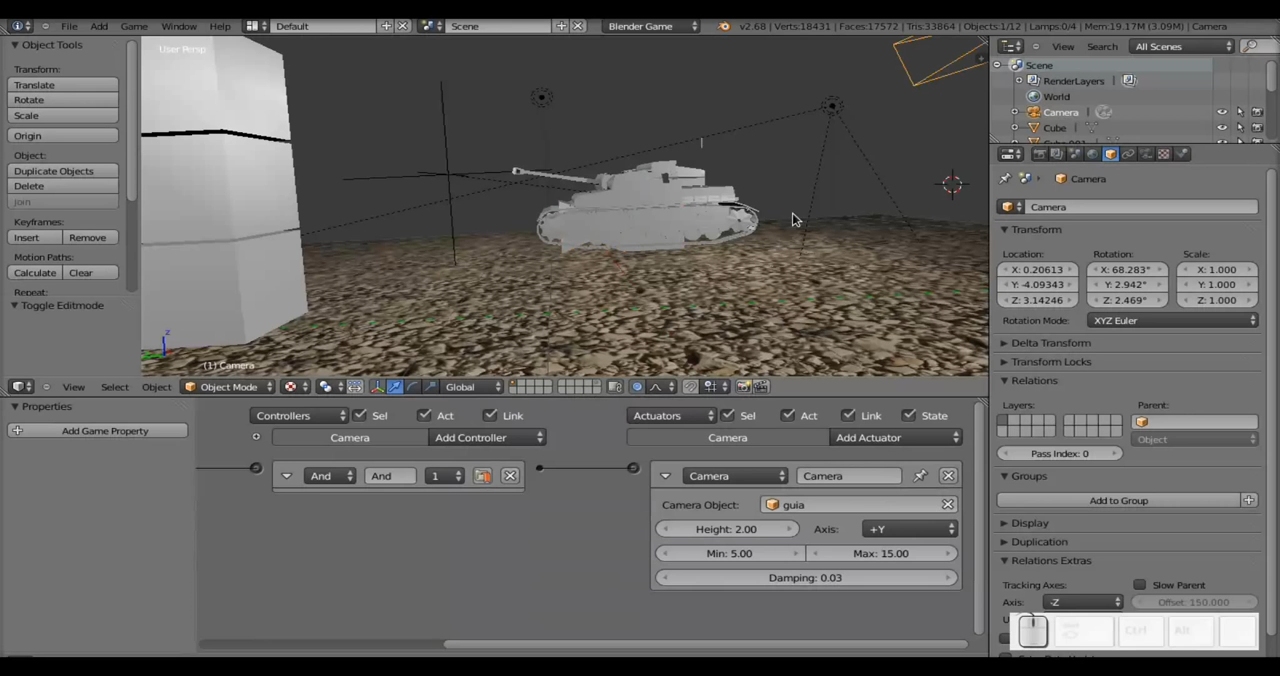 File Add Game Window Help Default Scene Blender Game v2.68 | Verts:18431 | Faces:17572 | Tris:33864 | Objects:1/12 | Lamps:0/4 | Mem:19.17M (3.09M) | Camera
Object Tools
Transform:
Translate
Rotate
Scale
Origin
Object:
Duplicate Objects
Delete
Join
Keyframes:
Insert Remove
Motion Paths:
Calculate Clear
Repeat:
Toggle Editmode
User Persp
z
(1) Camera
View Search All Scenes
Scene
RenderLayers
World
Camera
Cube
Camera
Camera
Transform
Location: Rotation: Scale:
X: 0.20613 X: 68.283° X: 1.000
Y: -4.09343 Y: 2.942° Y: 1.000
Z: 3.14246 Z: 2.469° Z: 1.000
Rotation Mode: XYZ Euler
Delta Transform
Transform Locks
Relations
Layers: Parent:
Object
Pass Index: 0
Groups
Add to Group
Display
Duplication
Relations Extras
Tracking Axes: Slow Parent
Axis: -Z Offset: 150.000
Ctrl Alt
View Select Object Object Mode Global
Properties
Add Game Property
Controllers Sel Act Link
Camera Add Controller
And And 1
Actuators Sel Act Link State
Camera Add Actuator
Camera Camera
Camera Object: guia
Height: 2.00 Axis: +Y
Min: 5.00 Max: 15.00
Damping: 0.03